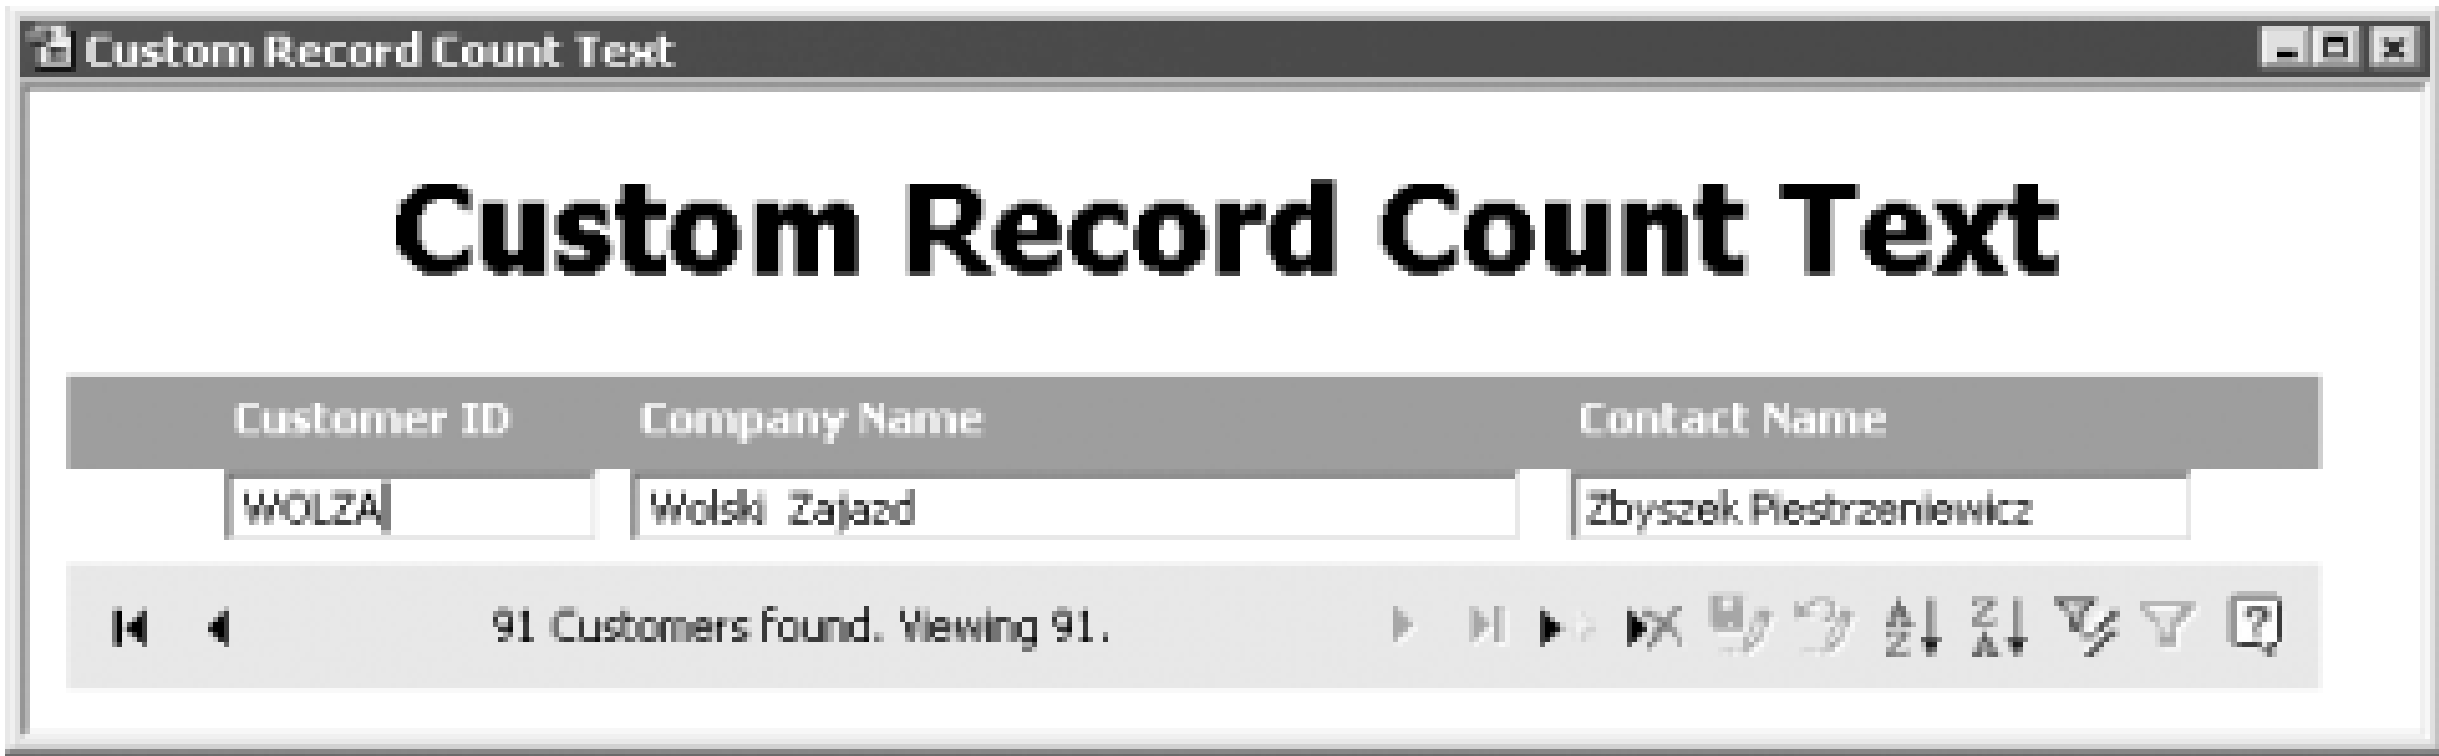 Custom Record Count Text
Custom Record Count Text
Customer ID Company Name Contact Name
WOLZA Wolski  Zajazd Zbyszek Piestrzeniewicz
91 Customers found. Viewing 91.